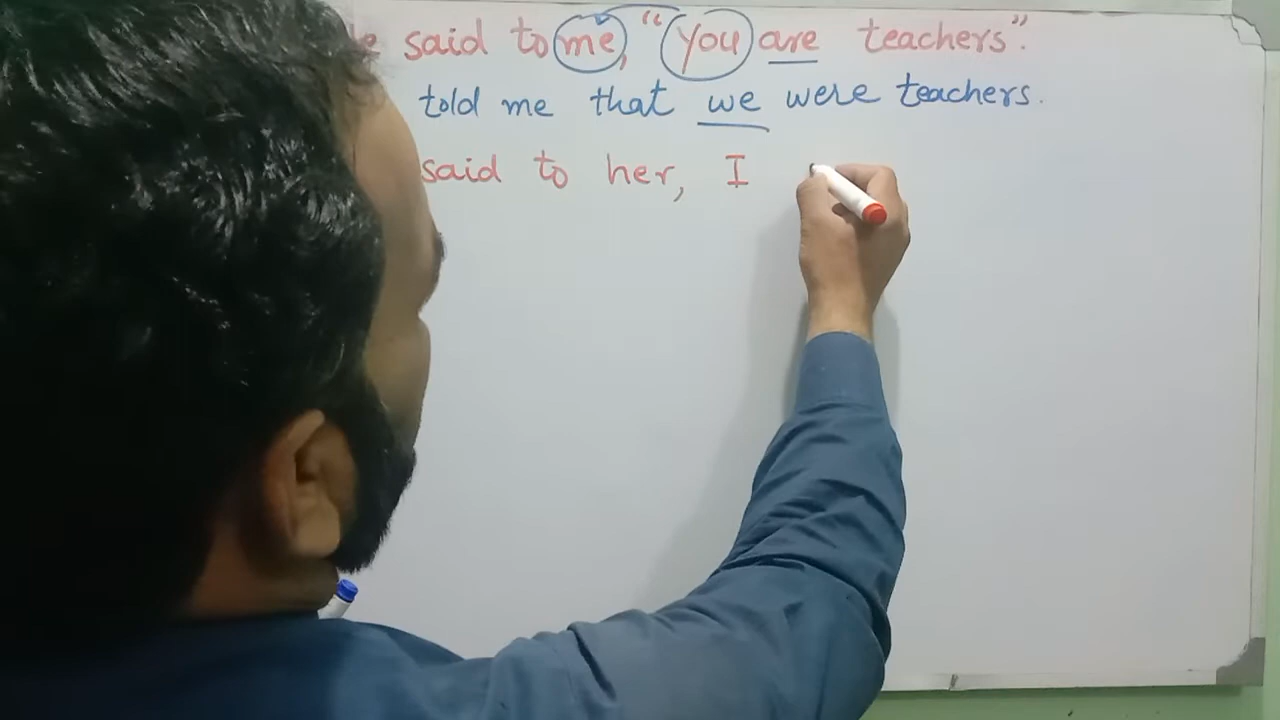 said to me, “you are teachers”.
told me that we were teachers.
said to her, I